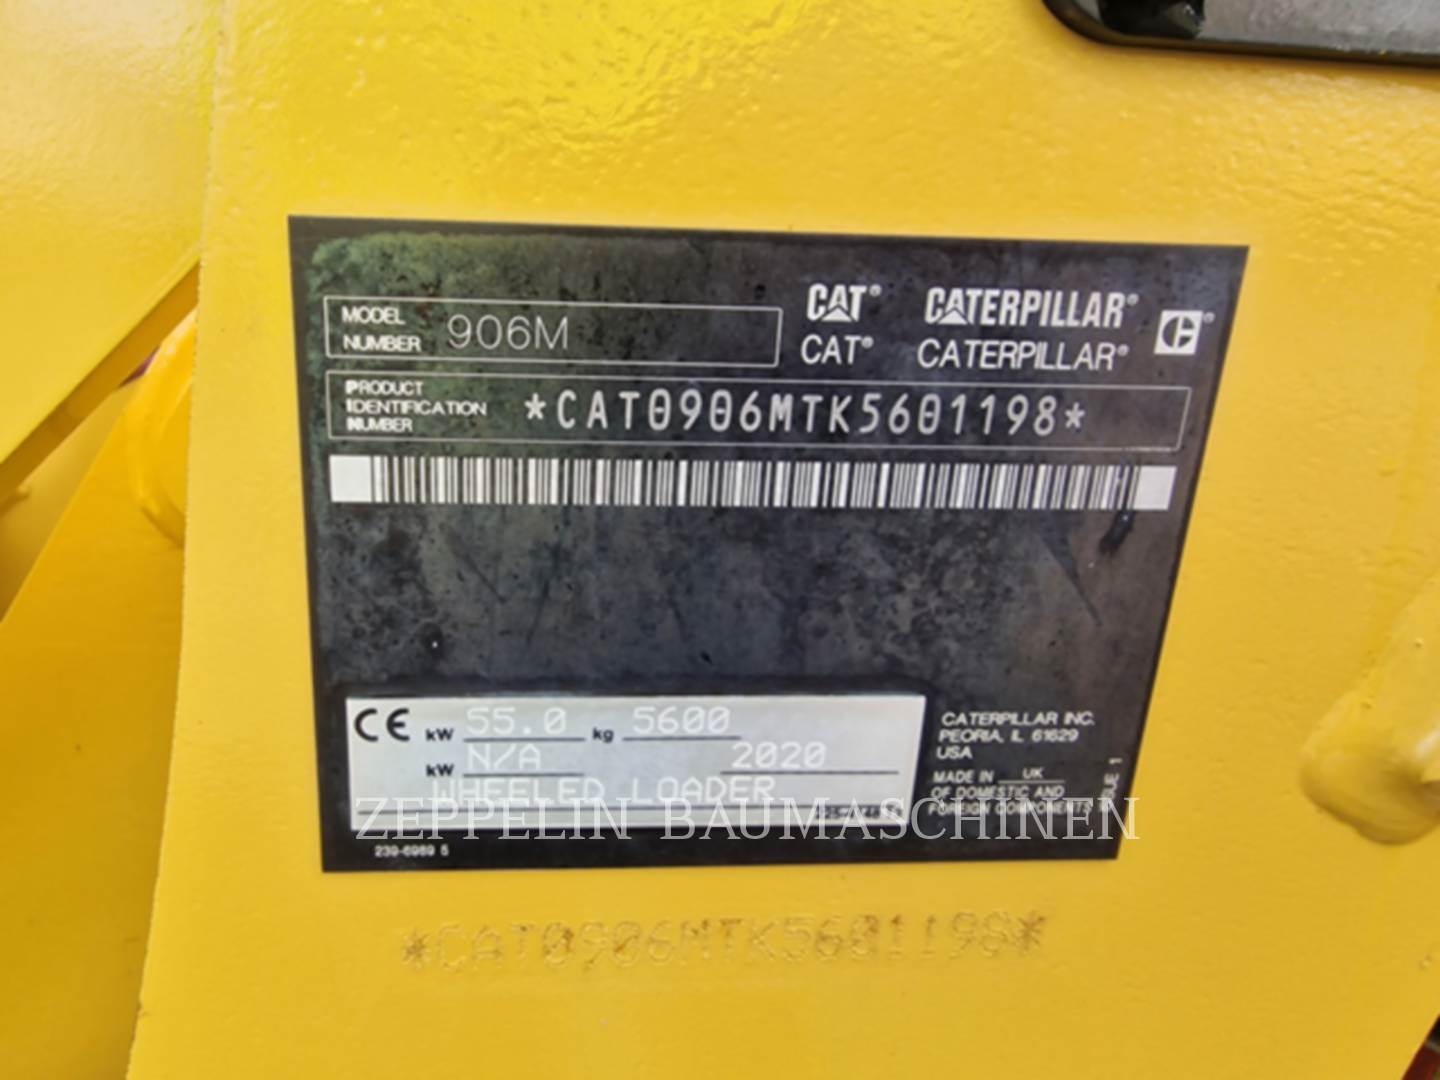 MODEL NUMBER 906M
CAT® CATERPILLAR®
CAT® CATERPILLAR®
PRODUCT IDENTIFICATION NUMBER *CAT0906MTK5601198*
CE kW 55.0 kg 5600
kW N/A 2020
WHEELED LOADER
239-6969 5
CATERPILLAR INC.
PEORIA, IL 61629
USA
MADE IN UK
OF DOMESTIC AND
FOREIGN COMPONENTS
ZEPPELIN BAUMASCHINEN
*CAT0906MTK5601198*